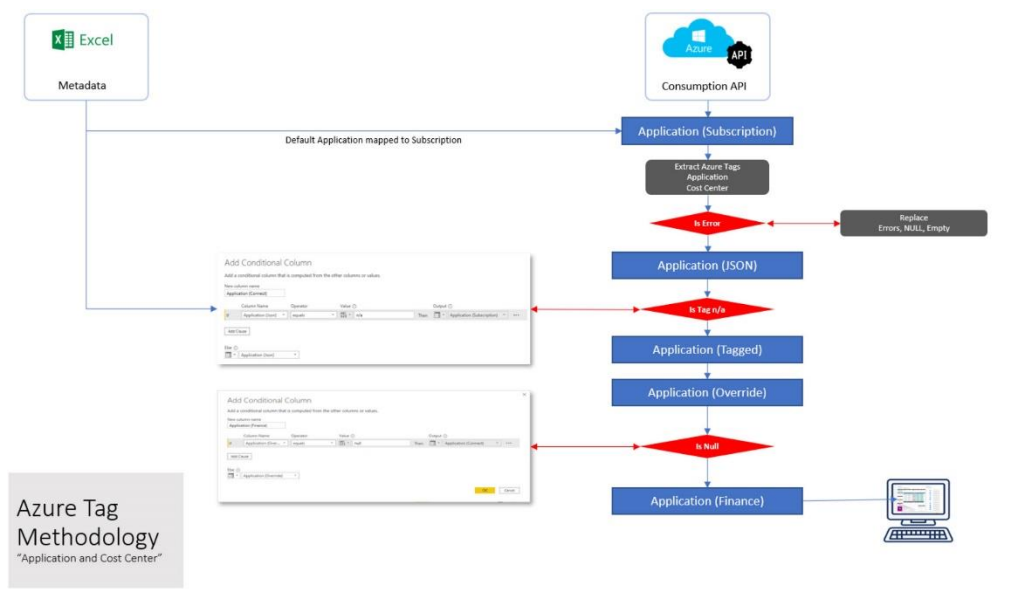 Excel
Metadata
Azure
API
Consumption API
Application (Subscription)
Default Application mapped to Subscription
Extract Azure Tags
Application
Cost Center
Is Error
Replace
Errors, NULL, Empty
Application (JSON)
Add Conditional Column
Add a conditional column that is computed from the other columns or values.
New column name
Application (Connect)
Column Name Operator Value Output
If Application (Json) equals n/a Then Application (Subscription) ...
Add Clause
Else
Application (Json)
Is Tag n/a
Application (Tagged)
Application (Override)
Add Conditional Column
Add a conditional column that is computed from the other columns or values.
New column name
Application (Finance)
Column Name Operator Value Output
If Application (Over... equals null Then Application (Connect) ...
Add Clause
Else
Application (Override)
OK Cancel
Is Null
Application (Finance)
Azure Tag
Methodology
"Application and Cost Center"